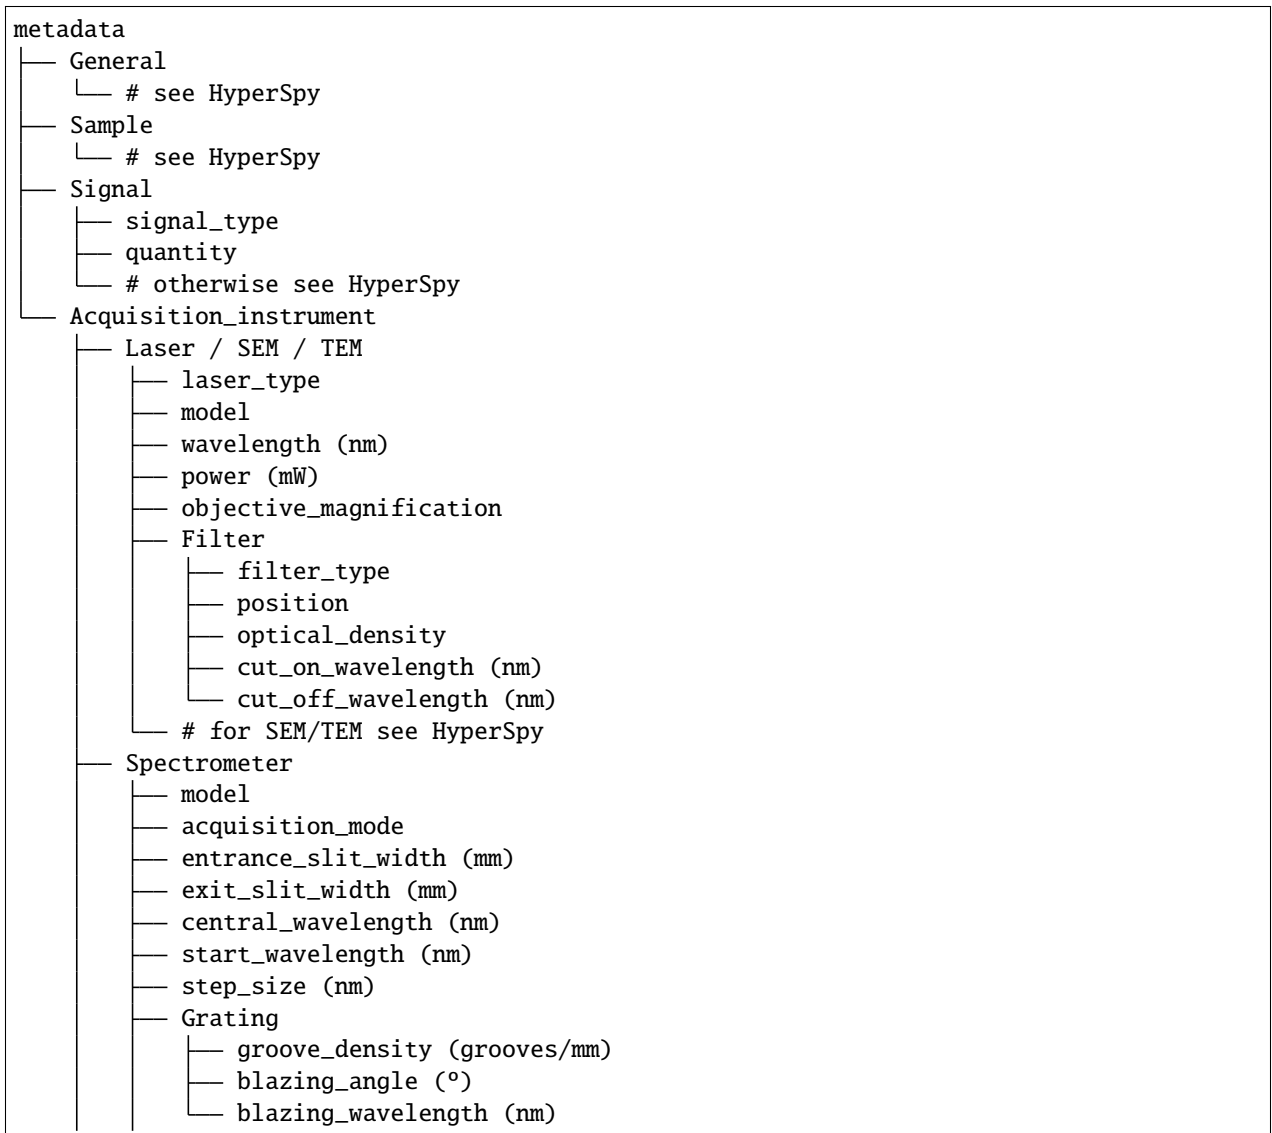 metadata
├── General
│   └── # see HyperSpy
├── Sample
│   └── # see HyperSpy
├── Signal
│   ├── signal_type
│   ├── quantity
│   └── # otherwise see HyperSpy
└── Acquisition_instrument
    ├── Laser / SEM / TEM
    │   ├── laser_type
    │   ├── model
    │   ├── wavelength (nm)
    │   ├── power (mW)
    │   ├── objective_magnification
    │   ├── Filter
    │   │   ├── filter_type
    │   │   ├── position
    │   │   ├── optical_density
    │   │   ├── cut_on_wavelength (nm)
    │   │   └── cut_off_wavelength (nm)
    │   └── # for SEM/TEM see HyperSpy
    ├── Spectrometer
    │   ├── model
    │   ├── acquisition_mode
    │   ├── entrance_slit_width (mm)
    │   ├── exit_slit_width (mm)
    │   ├── central_wavelength (nm)
    │   ├── start_wavelength (nm)
    │   ├── step_size (nm)
    │   ├── Grating
    │   │   ├── groove_density (grooves/mm)
    │   │   ├── blazing_angle (º)
    │   │   └── blazing_wavelength (nm)